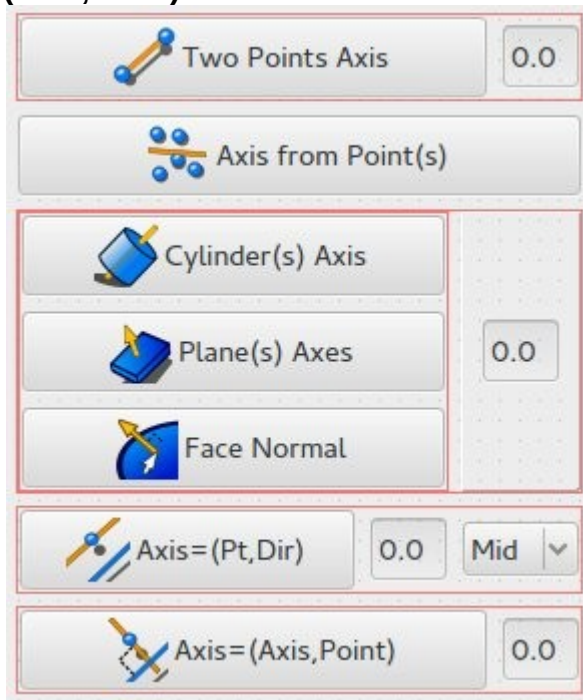 Two Points Axis 0.0
Axis from Point(s)
Cylinder(s) Axis
Plane(s) Axes 0.0
Face Normal
Axis=(Pt,Dir) 0.0 Mid
Axis=(Axis,Point) 0.0